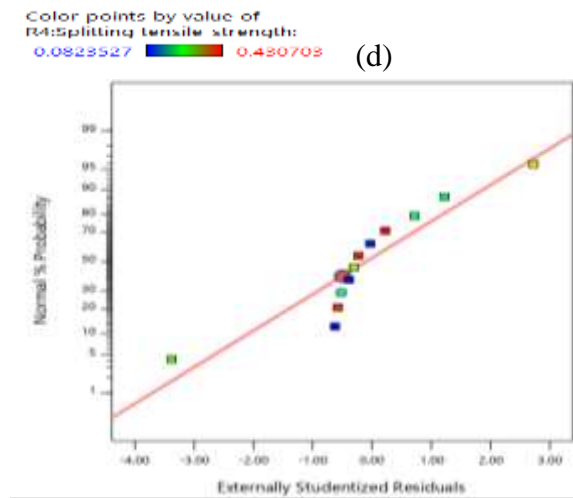 Color points by value of
R4:Splitting tensile strength:
0.0823527 0.430703
(d)
99
95
90
80
70
50
30
20
10
5
1
Normal % Probability
-4.00 -3.00 -2.00 -1.00 0.00 1.00 2.00 3.00
Externally Studentized Residuals